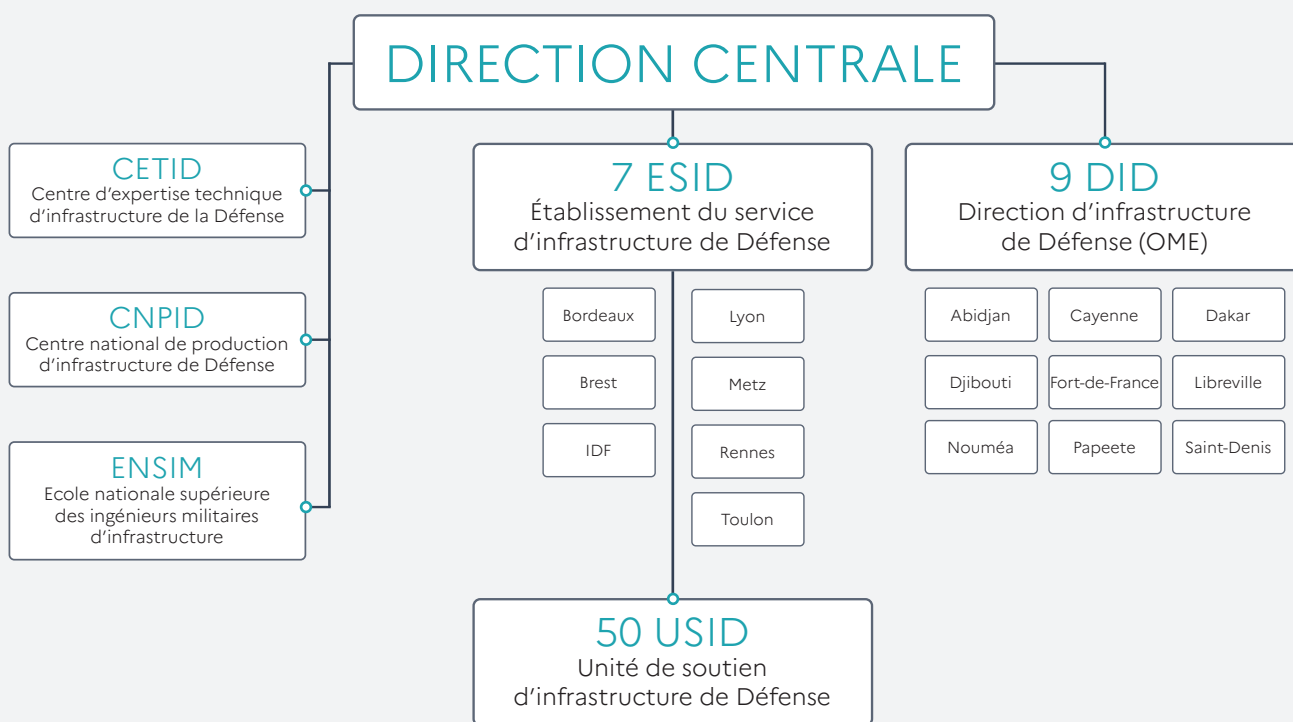 DIRECTION CENTRALE
CETID
Centre d'expertise technique
d'infrastructure de la Défense
CNPID
Centre national de production
d'infrastructure de Défense
ENSIM
Ecole nationale supérieure
des ingénieurs militaires
d'infrastructure
7 ESID
Établissement du service
d'infrastructure de Défense
Bordeaux
Brest
IDF
Lyon
Metz
Rennes
Toulon
9 DID
Direction d'infrastructure
de Défense (OME)
Abidjan
Cayenne
Dakar
Djibouti
Fort-de-France
Libreville
Nouméa
Papeete
Saint-Denis
50 USID
Unité de soutien
d'infrastructure de Défense